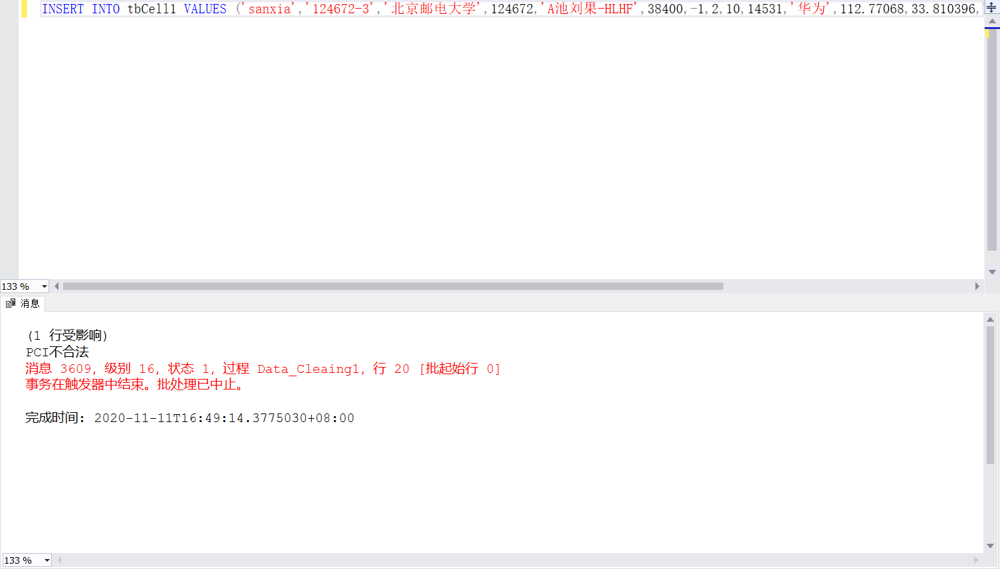 INSERT INTO tbCell1 VALUES ('sanxia','124672-3','北京邮电大学',124672,'A池刘果-HLHF',38400,-1,2,10,14531,'华为',112.77068,33.810396,
133 %
消息
(1 行受影响)
PCI不合法
消息 3609，级别 16，状态 1，过程 Data_Cleaing1，行 20 [批起始行 0]
事务在触发器中结束。批处理已中止。
完成时间: 2020-11-11T16:49:14.3775030+08:00
133 %